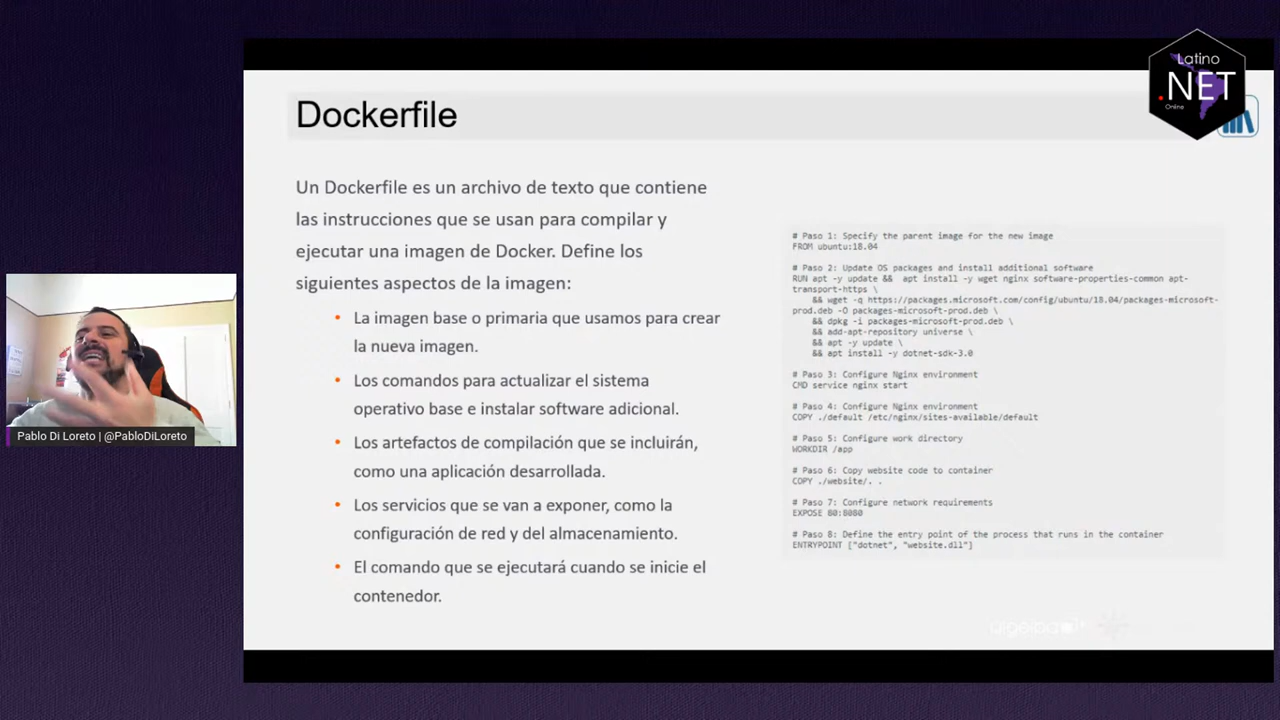 Latino
.NET
Online
Dockerfile
Un Dockerfile es un archivo de texto que contiene
las instrucciones que se usan para compilar y
ejecutar una imagen de Docker. Define los
siguientes aspectos de la imagen:
• La imagen base o primaria que usamos para crear
la nueva imagen.
• Los comandos para actualizar el sistema
operativo base e instalar software adicional.
• Los artefactos de compilación que se incluirán,
como una aplicación desarrollada.
• Los servicios que se van a exponer, como la
configuración de red y del almacenamiento.
• El comando que se ejecutará cuando se inicie el
contenedor.
# Paso 1: Specify the parent image for the new image
FROM ubuntu:18.04
# Paso 2: Update OS packages and install additional software
RUN apt -y update && apt install -y wget nginx software-properties-common apt-
transport-https \
&& wget -q https://packages.microsoft.com/config/ubuntu/18.04/packages-microsoft-
prod.deb -O packages-microsoft-prod.deb \
&& dpkg -i packages-microsoft-prod.deb \
&& add-apt-repository universe \
&& apt -y update \
&& apt install -y dotnet-sdk-3.0
# Paso 3: Configure Nginx environment
CMD service nginx start
# Paso 4: Configure Nginx environment
COPY ./default /etc/nginx/sites-available/default
# Paso 5: Configure work directory
WORKDIR /app
# Paso 6: Copy website code to container
COPY ./website/. .
# Paso 7: Configure network requirements
EXPOSE 80:8080
# Paso 8: Define the entry point of the process that runs in the container
ENTRYPOINT ["dotnet", "website.dll"]
Pablo Di Loreto | @PabloDiLoreto